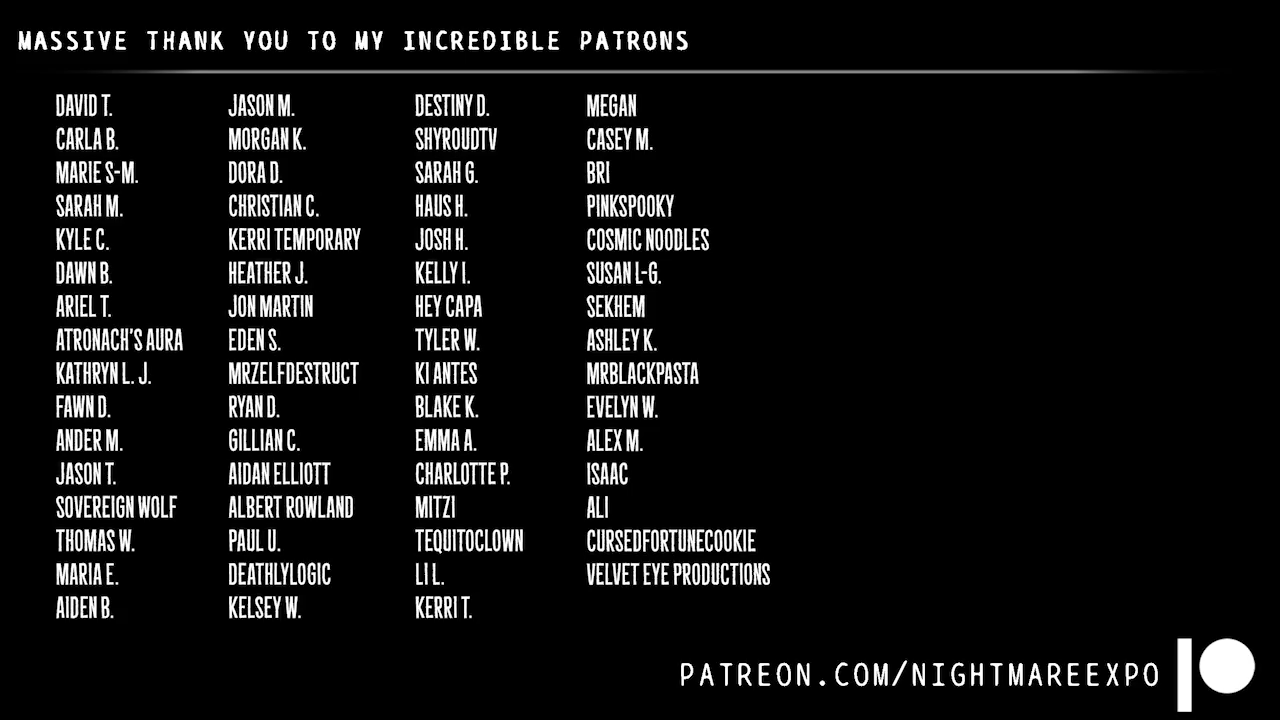 MASSIVE THANK YOU TO MY INCREDIBLE PATRONS
DAVID T.
CARLA B.
MARIE S-M.
SARAH M.
KYLE C.
DAWN B.
ARIEL T.
ATRONACH'S AURA
KATHRYN L. J.
FAWN D.
ANDER M.
JASON T.
SOVEREIGN WOLF
THOMAS W.
MARIA E.
AIDEN B.
JASON M.
MORGAN K.
DORA D.
CHRISTIAN C.
KERRI TEMPORARY
HEATHER J.
JON MARTIN
EDEN S.
MRZELFDESTRUCT
RYAN D.
GILLIAN C.
AIDAN ELLIOTT
ALBERT ROWLAND
PAUL U.
DEATHLYLOGIC
KELSEY W.
DESTINY D.
SHYROUDTV
SARAH G.
HAUS H.
JOSH H.
KELLY I.
HEY CAPA
TYLER W.
KI ANTES
BLAKE K.
EMMA A.
CHARLOTTE P.
MITZI
TEQUITOCLOWN
LI L.
KERRI T.
MEGAN
CASEY M.
BRI
PINKSPOOKY
COSMIC NOODLES
SUSAN L-G.
SEKHEM
ASHLEY K.
MRBLACKPASTA
EVELYN W.
ALEX M.
ISAAC
ALI
CURSEDFORTUNECOOKIE
VELVET EYE PRODUCTIONS
PATREON.COM/NIGHTMAREEXPO